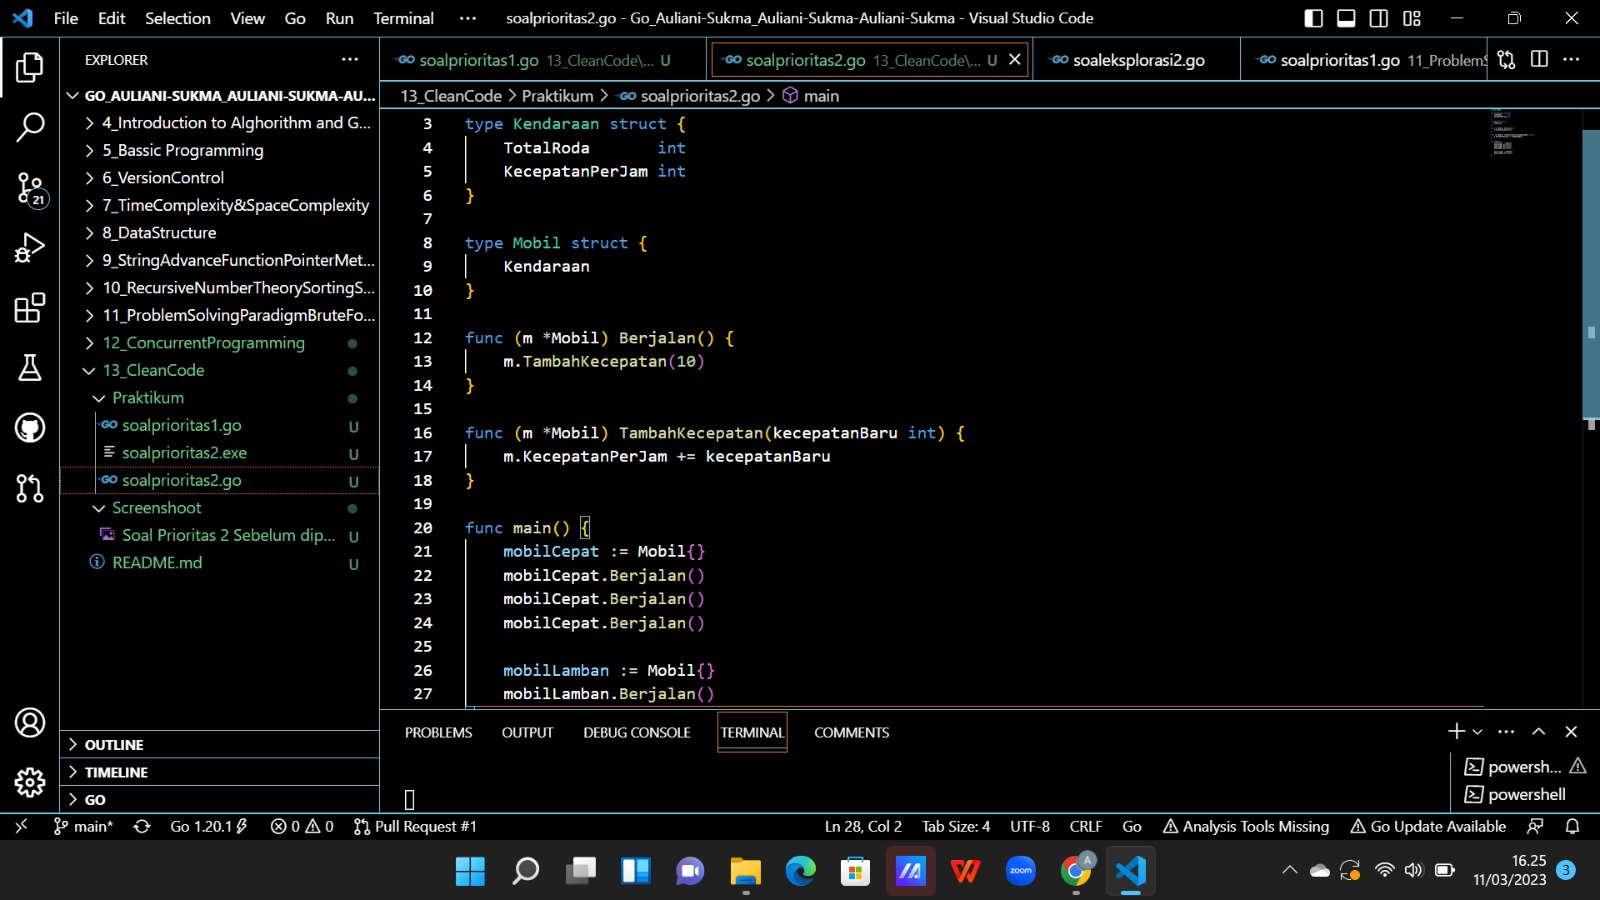 File Edit Selection View Go Run Terminal ··· soalprioritas2.go - Go_Auliani-Sukma_Auliani-Sukma-Auliani-Sukma - Visual Studio Code
EXPLORER ···
GO_AULIANI-SUKMA_AULIANI-SUKMA-AU...
4_Introduction to Alghorithm and G...
5_Bassic Programming
6_VersionControl
7_TimeComplexity&SpaceComplexity
8_DataStructure
9_StringAdvanceFunctionPointerMet...
10_RecursiveNumberTheorySortingS...
11_ProblemSolvingParadigmBruteFo...
12_ConcurrentProgramming
13_CleanCode
Praktikum
soalprioritas1.go U
soalprioritas2.exe U
soalprioritas2.go U
Screenshoot
Soal Prioritas 2 Sebelum dip... U
README.md U
OUTLINE
TIMELINE
GO
21
soalprioritas1.go 13_CleanCode\... U
soalprioritas2.go 13_CleanCode\... U
soaleksplorasi2.go
soalprioritas1.go 11_Problem
13_CleanCode > Praktikum > soalprioritas2.go > main
3 type Kendaraan struct {
4 TotalRoda int
5 KecepatanPerJam int
6 }
7
8 type Mobil struct {
9 Kendaraan
10 }
11
12 func (m *Mobil) Berjalan() {
13 m.TambahKecepatan(10)
14 }
15
16 func (m *Mobil) TambahKecepatan(kecepatanBaru int) {
17 m.KecepatanPerJam += kecepatanBaru
18 }
19
20 func main() {
21 mobilCepat := Mobil{}
22 mobilCepat.Berjalan()
23 mobilCepat.Berjalan()
24 mobilCepat.Berjalan()
25
26 mobilLamban := Mobil{}
27 mobilLamban.Berjalan()
PROBLEMS OUTPUT DEBUG CONSOLE TERMINAL COMMENTS
powersh...
powershell
main* Go 1.20.1 0 0 Pull Request #1 Ln 28, Col 2 Tab Size: 4 UTF-8 CRLF Go Analysis Tools Missing Go Update Available
zoom
A
16.25
11/03/2023
3